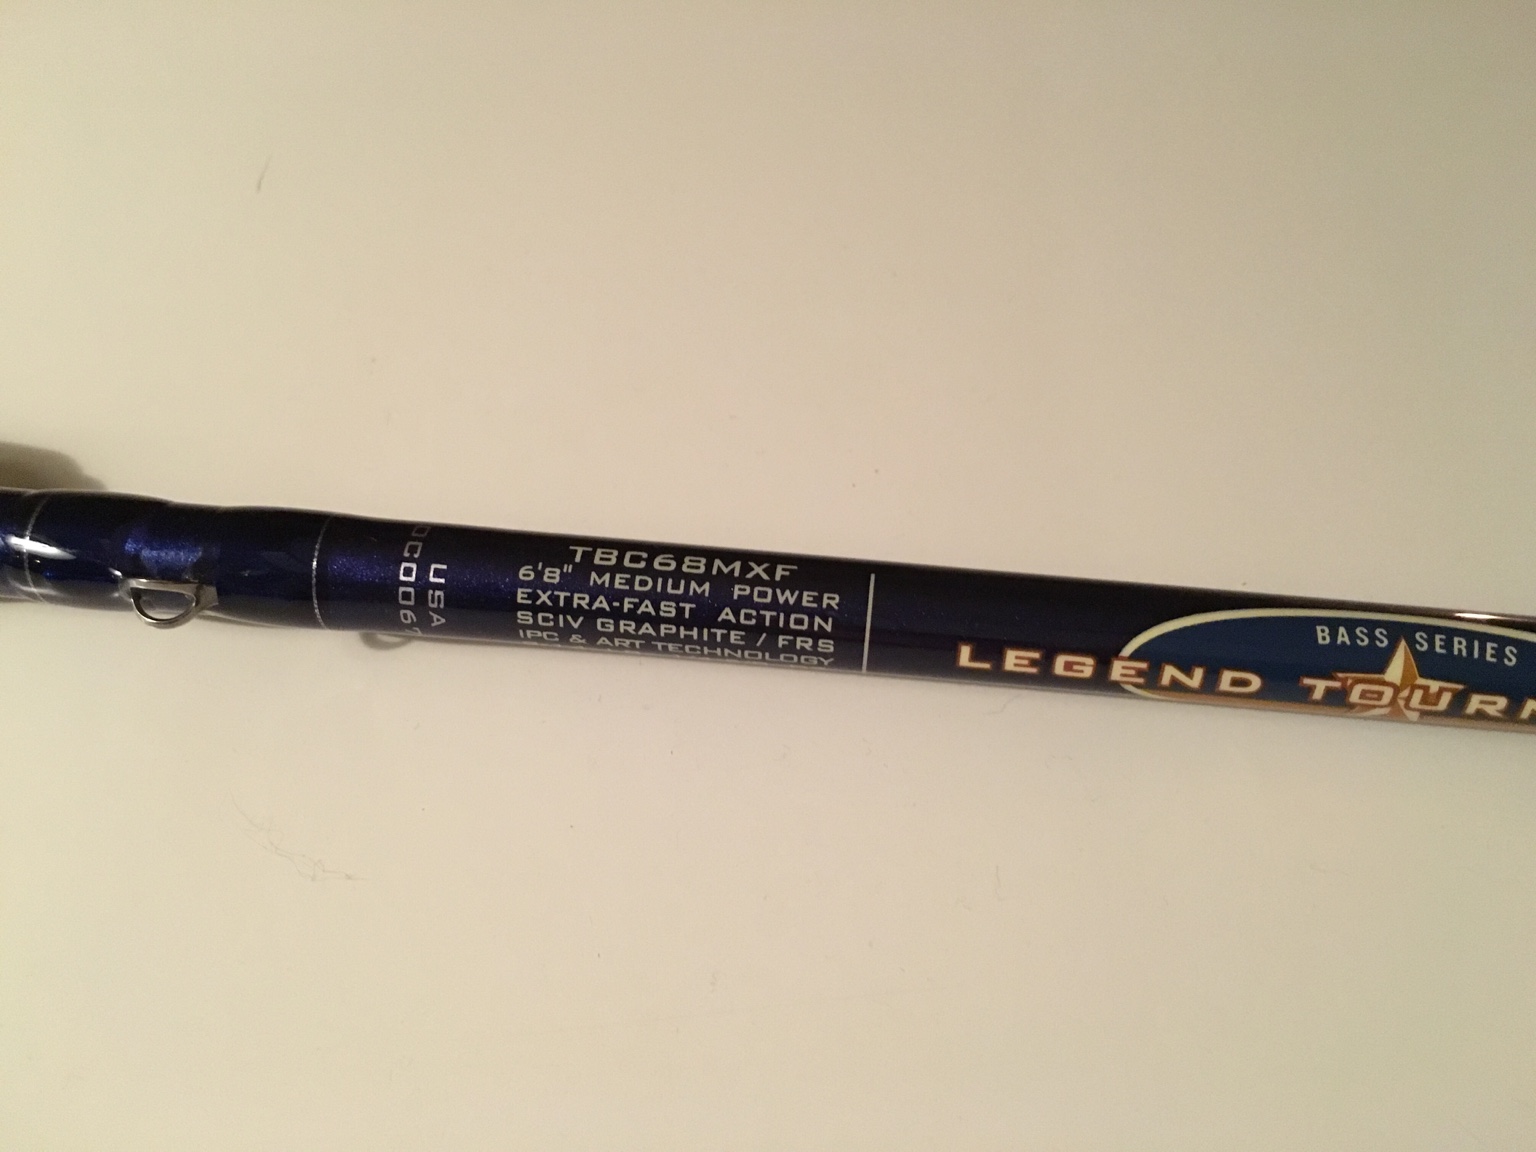 TBC68MXF
6'8" MEDIUM POWER
EXTRA-FAST ACTION
SCIV GRAPHITE / FRS
IPC & ART TECHNOLOGY
USA
BASS SERIES
LEGEND